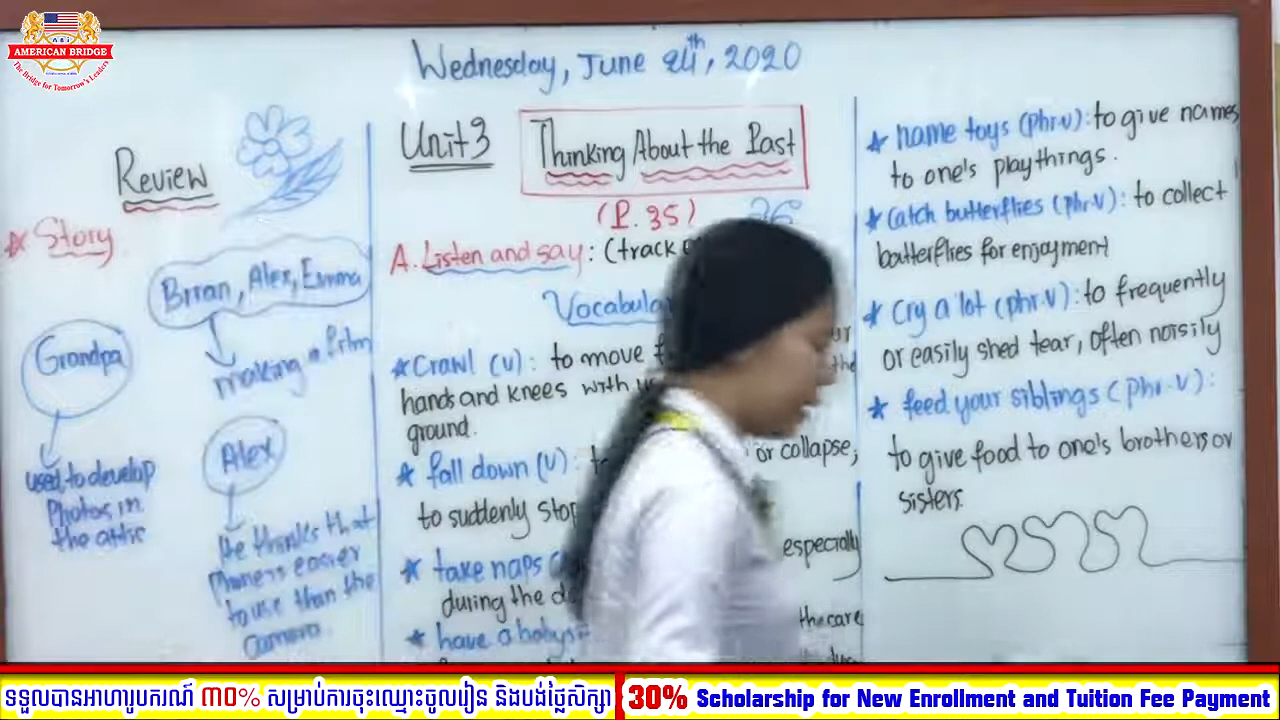 AMERICAN BRIDGE
The Bridge for Tomorrow's Leaders
Wednesday, June 24th, 2020
Review
* Story
Brian, Alex, Emma
making a film
Grandpa
used to develop
Photos in
the attic
Alex
He thinks that
Phone is easier
to use than the
camera.
Unit 3
Thinking About the Past
(P. 35)
A. Listen and say: (track
Vocabular
* Crawl (v): to move
hands and knees with
the
ground.
* fall down (v): or collapse,
to suddenly stop
* take naps especially
during the
* have a the care
* name toys (phr.v): to give names
to one's playthings.
* Catch butterflies (phr.v): to collect
batterflies for enjoyment
* Cry a lot (phr.v): to frequently
or easily shed tear, often noisily
* feed your siblings (phr.v):
to give food to one's brothers, or
sisters.
ទទួលបានអាហារូបករណ៍ ៣០% សម្រាប់ការចុះឈ្មោះចូលរៀន និងបង់ថ្លៃសិក្សា
30% Scholarship for New Enrollment and Tuition Fee Payment